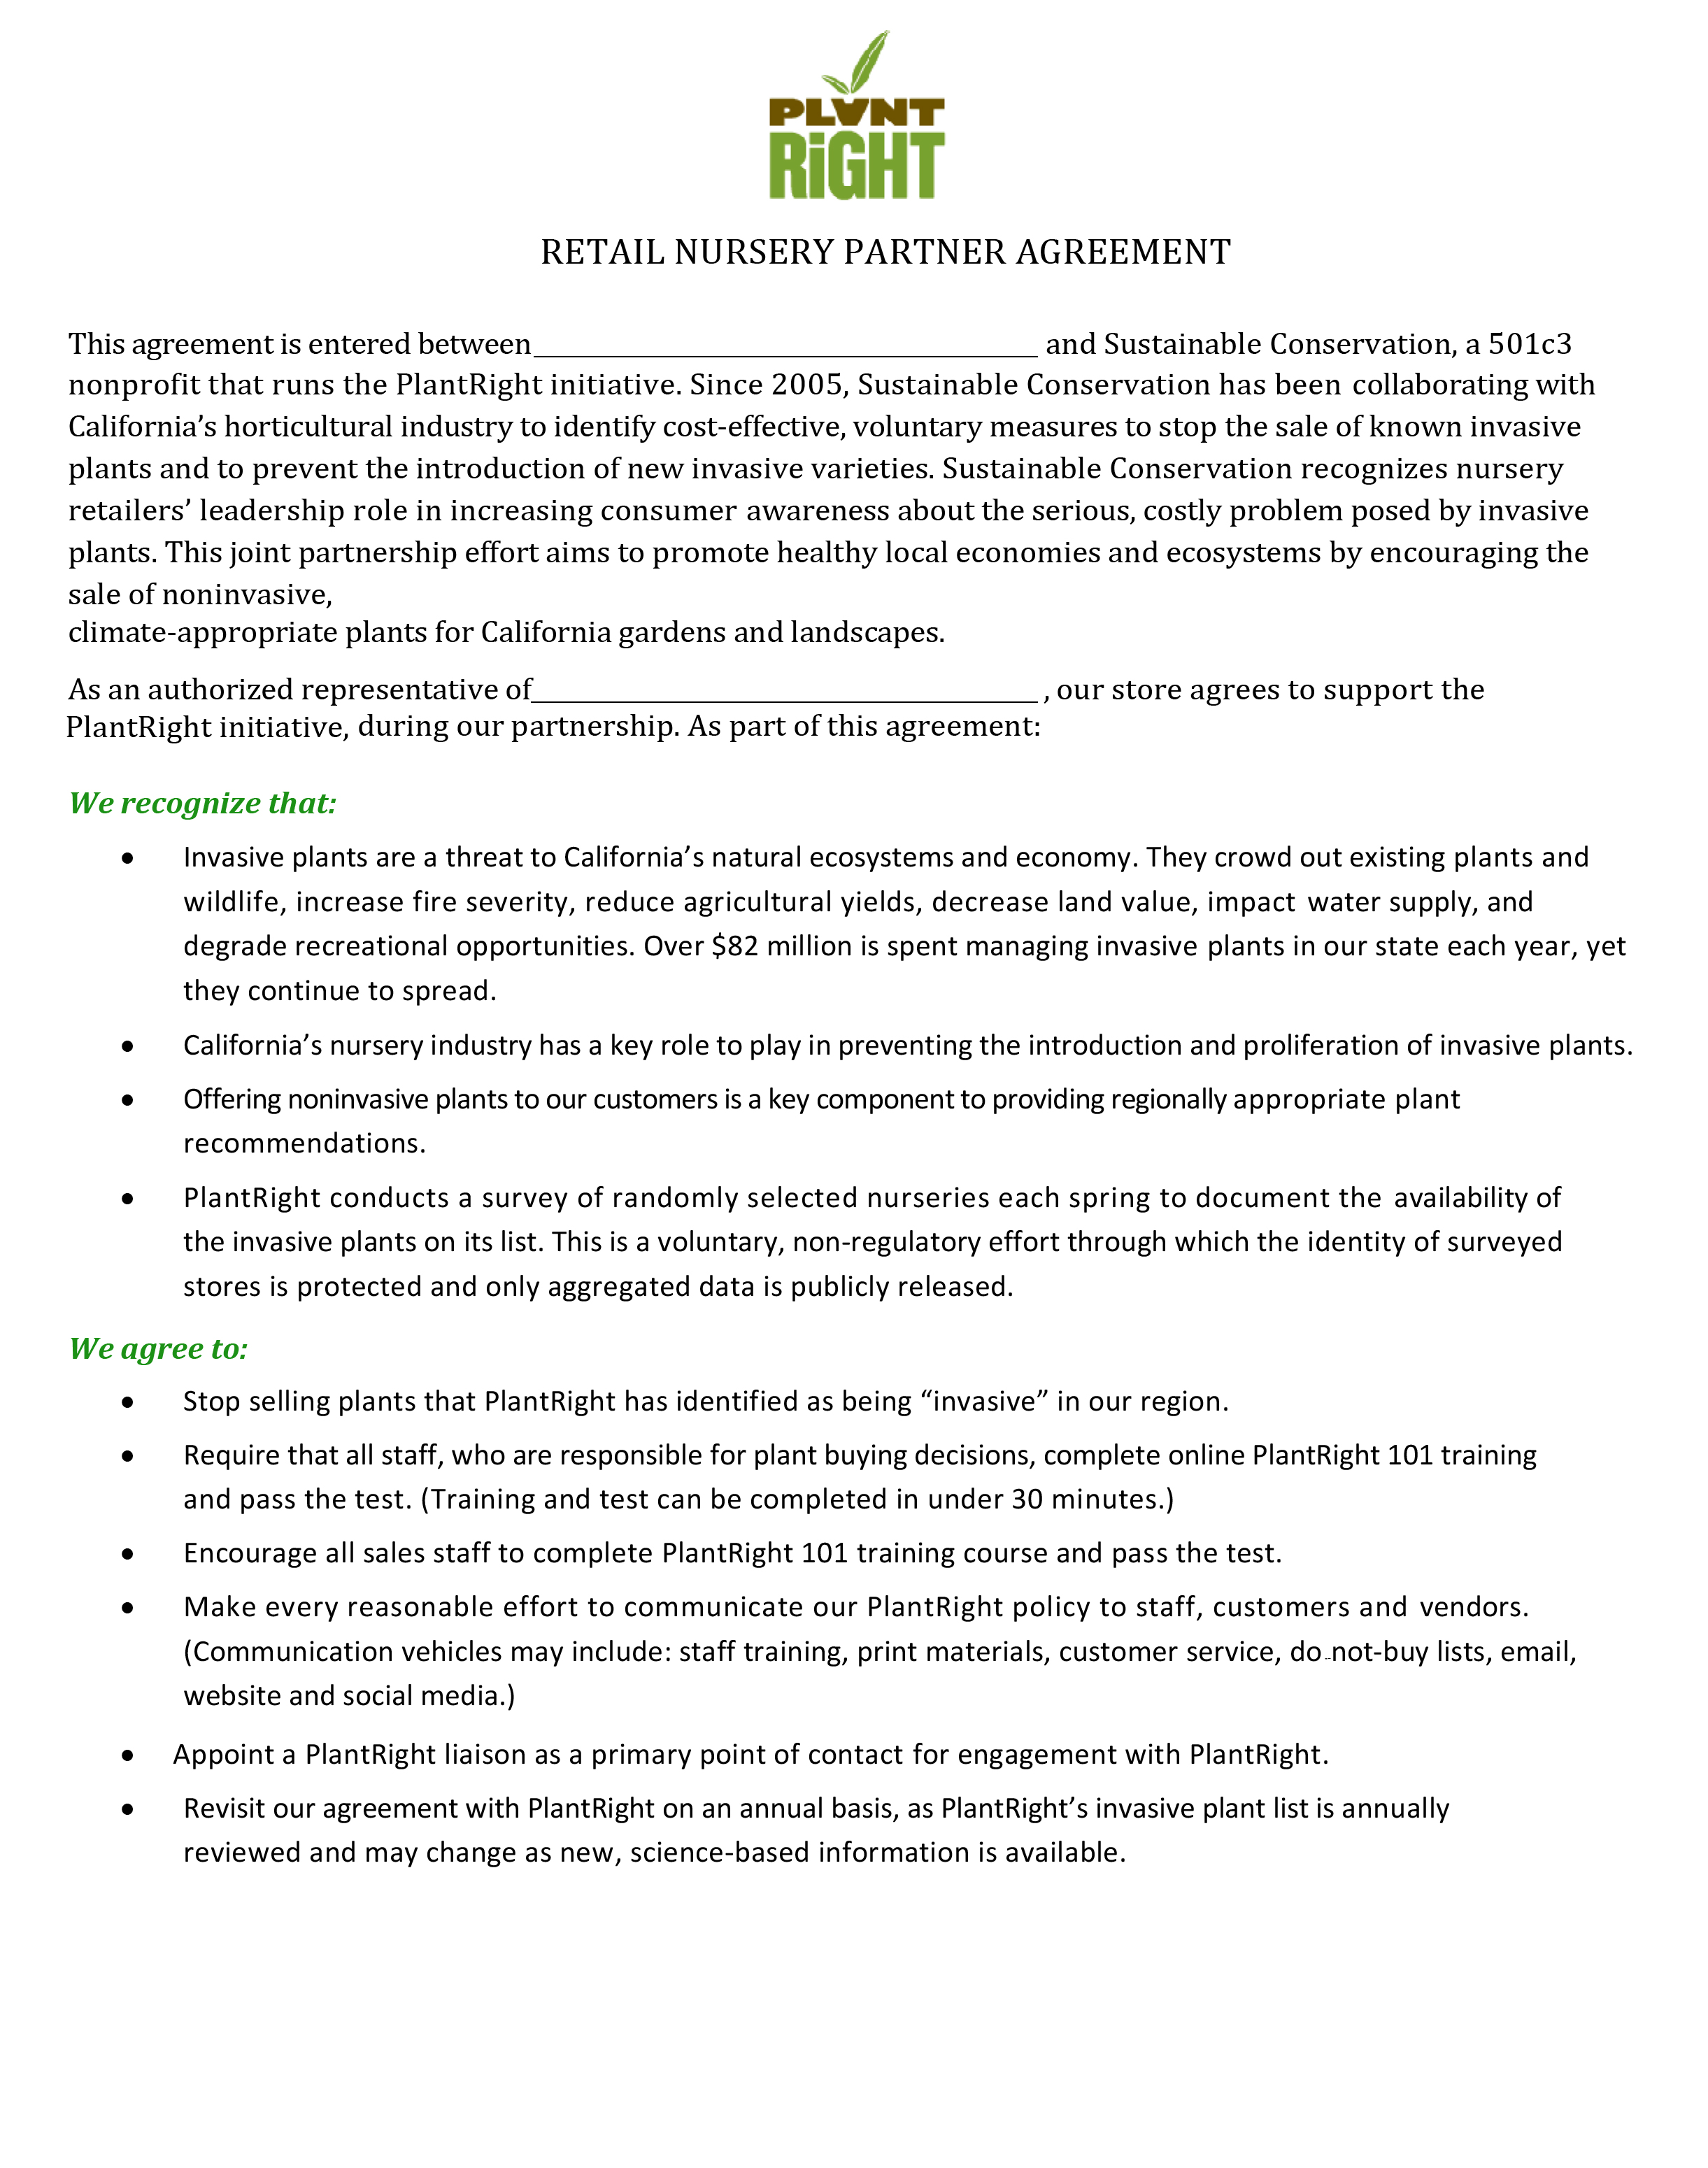 PLANT
RiGHT
RETAIL NURSERY PARTNER AGREEMENT
This agreement is entered between____________________ and Sustainable Conservation, a 501c3
nonprofit that runs the PlantRight initiative. Since 2005, Sustainable Conservation has been collaborating with
California’s horticultural industry to identify cost-effective, voluntary measures to stop the sale of known invasive
plants and to prevent the introduction of new invasive varieties. Sustainable Conservation recognizes nursery
retailers’ leadership role in increasing consumer awareness about the serious, costly problem posed by invasive
plants. This joint partnership effort aims to promote healthy local economies and ecosystems by encouraging the
sale of noninvasive,
climate-appropriate plants for California gardens and landscapes.
As an authorized representative of____________________ , our store agrees to support the
PlantRight initiative, during our partnership. As part of this agreement:
We recognize that:
• Invasive plants are a threat to California’s natural ecosystems and economy. They crowd out existing plants and
wildlife, increase fire severity, reduce agricultural yields, decrease land value, impact water supply, and
degrade recreational opportunities. Over $82 million is spent managing invasive plants in our state each year, yet
they continue to spread.
• California’s nursery industry has a key role to play in preventing the introduction and proliferation of invasive plants.
• Offering noninvasive plants to our customers is a key component to providing regionally appropriate plant
recommendations.
• PlantRight conducts a survey of randomly selected nurseries each spring to document the availability of
the invasive plants on its list. This is a voluntary, non-regulatory effort through which the identity of surveyed
stores is protected and only aggregated data is publicly released.
We agree to:
• Stop selling plants that PlantRight has identified as being “invasive” in our region.
• Require that all staff, who are responsible for plant buying decisions, complete online PlantRight 101 training
and pass the test. (Training and test can be completed in under 30 minutes.)
• Encourage all sales staff to complete PlantRight 101 training course and pass the test.
• Make every reasonable effort to communicate our PlantRight policy to staff, customers and vendors.
(Communication vehicles may include: staff training, print materials, customer service, do-not-buy lists, email,
website and social media.)
• Appoint a PlantRight liaison as a primary point of contact for engagement with PlantRight.
• Revisit our agreement with PlantRight on an annual basis, as PlantRight’s invasive plant list is annually
reviewed and may change as new, science-based information is available.